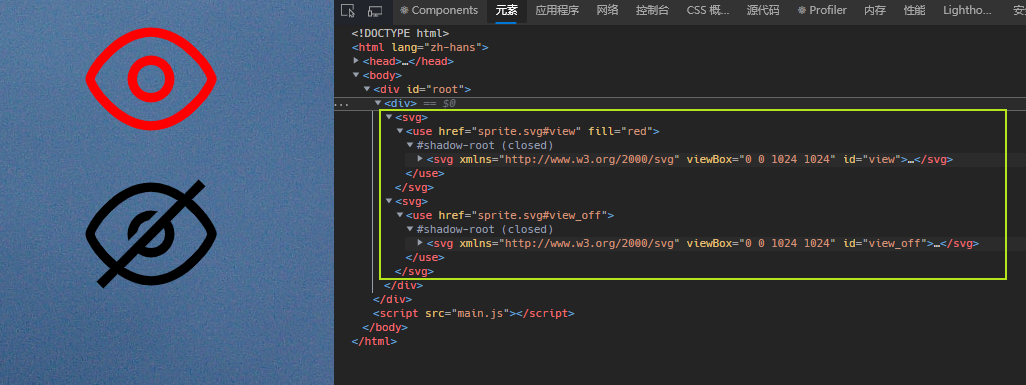 Components 元素 应用程序 网络 控制台 CSS 概… 源代码 Profiler 内存 性能 Lightho… 安
<!DOCTYPE html>
<html lang="zh-hans">
<head>…</head>
<body>
<div id="root">
… <div> == $0
<svg>
<use href="sprite.svg#view" fill="red">
#shadow-root (closed)
<svg xmlns="http://www.w3.org/2000/svg" viewBox="0 0 1024 1024" id="view">…</svg>
</use>
</svg>
<svg>
<use href="sprite.svg#view_off">
#shadow-root (closed)
<svg xmlns="http://www.w3.org/2000/svg" viewBox="0 0 1024 1024" id="view_off">…</svg>
</use>
</svg>
</div>
</div>
<script src="main.js"></script>
</body>
</html>